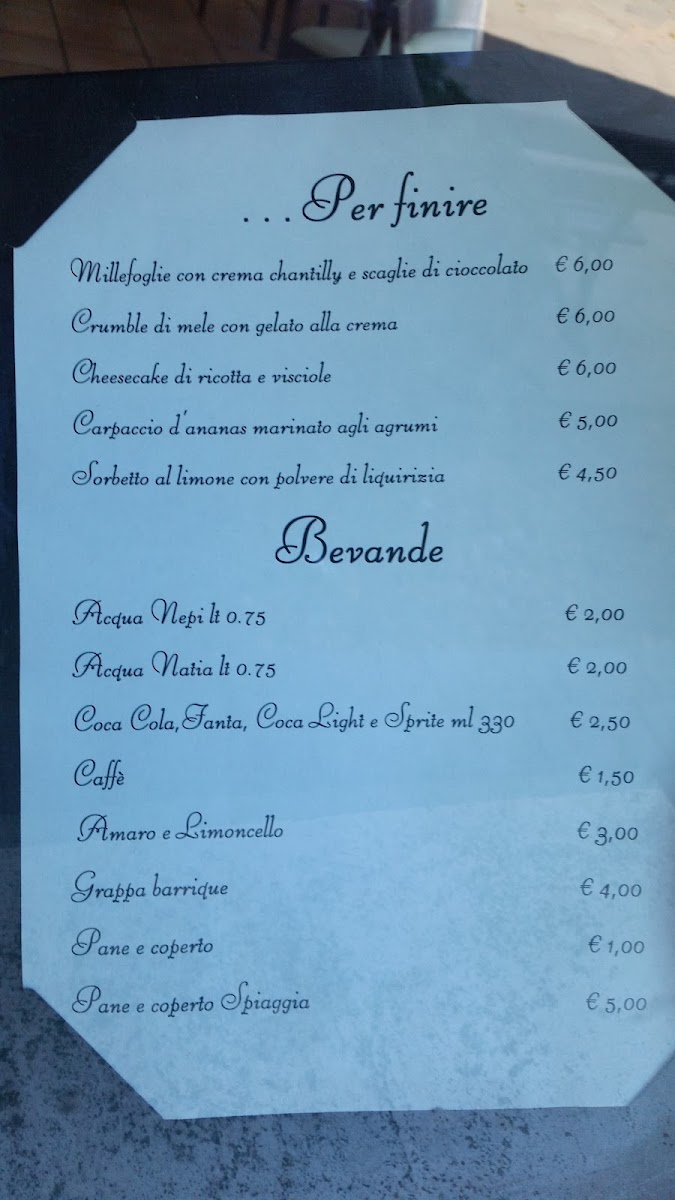 ...Per finire
Millefoglie con crema chantilly e scaglie di cioccolato € 6,00
Crumble di mele con gelato alla crema € 6,00
Cheesecake di ricotta e visciole € 6,00
Carpaccio d'ananas marinato agli agrumi € 5,00
Sorbetto al limone con polvere di liquirizia € 4,50
Bevande
Acqua Nepi lt 0.75 € 2,00
Acqua Natia lt 0.75 € 2,00
Coca Cola,Fanta, Coca Light e Sprite ml 330 € 2,50
Caffè € 1,50
Amaro e Limoncello € 3,00
Grappa barrique € 4,00
Pane e coperto € 1,00
Pane e coperto Spiaggia € 5,00